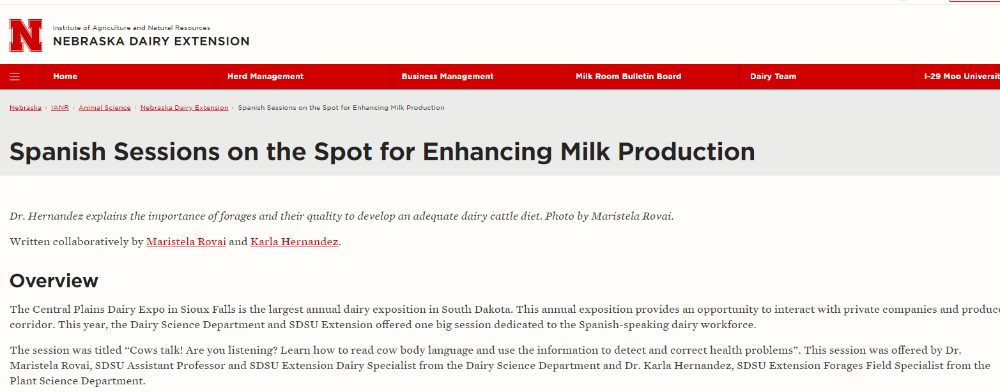 N
Institute of Agriculture and Natural Resources
NEBRASKA DAIRY EXTENSION
Home Herd Management Business Management Milk Room Bulletin Board Dairy Team I-29 Moo
Nebraska › IANR › Animal Science › Nebraska Dairy Extension › Spanish Sessions on the Spot for Enhancing Milk Production
Spanish Sessions on the Spot for Enhancing Milk Production
Dr. Hernandez explains the importance of forages and their quality to develop an adequate dairy cattle diet. Photo by Maristela Rovai.
Written collaboratively by Maristela Rovai and Karla Hernandez.
Overview
The Central Plains Dairy Expo in Sioux Falls is the largest annual dairy exposition in South Dakota. This annual exposition provides an opportunity to interact with private companies and
corridor. This year, the Dairy Science Department and SDSU Extension offered one big session dedicated to the Spanish-speaking dairy workforce.
The session was titled “Cows talk! Are you listening? Learn how to read cow body language and use the information to detect and correct health problems”. This session was offered by Dr.
Maristela Rovai, SDSU Assistant Professor and SDSU Extension Dairy Specialist from the Dairy Science Department and Dr. Karla Hernandez, SDSU Extension Forages Field Specialist from the
Plant Science Department.